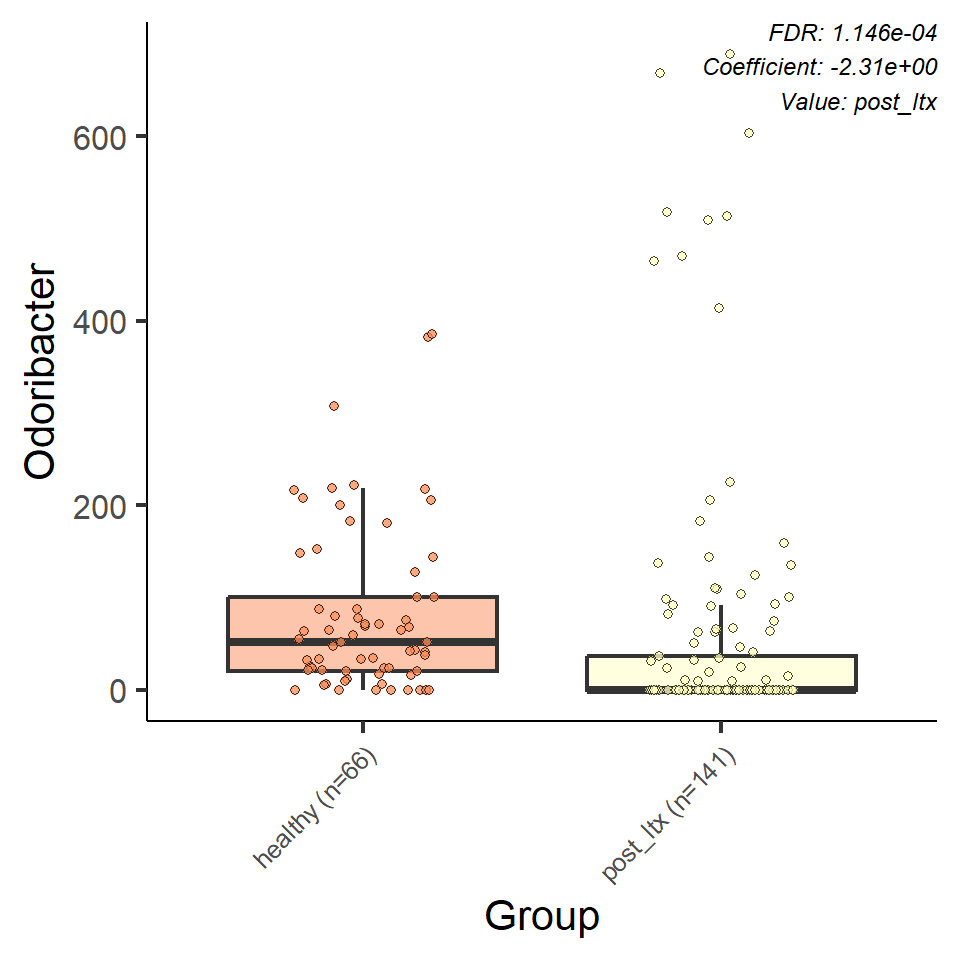 FDR: 1.146e-04
Coefficient: -2.31e+00
Value: post_ltx
600
400
200
0
Odoribacter
healthy (n=66)
post_ltx (n=141)
Group